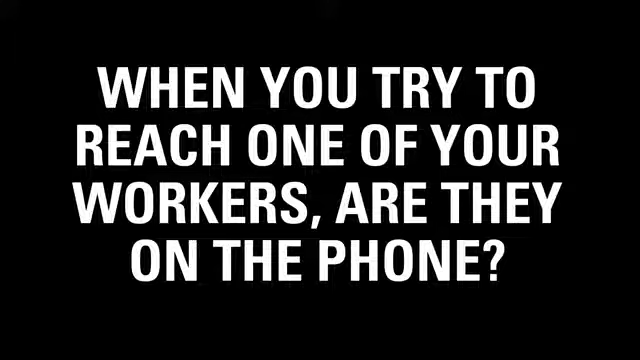 WHEN YOU TRY TO
REACH ONE OF YOUR
WORKERS, ARE THEY
ON THE PHONE?